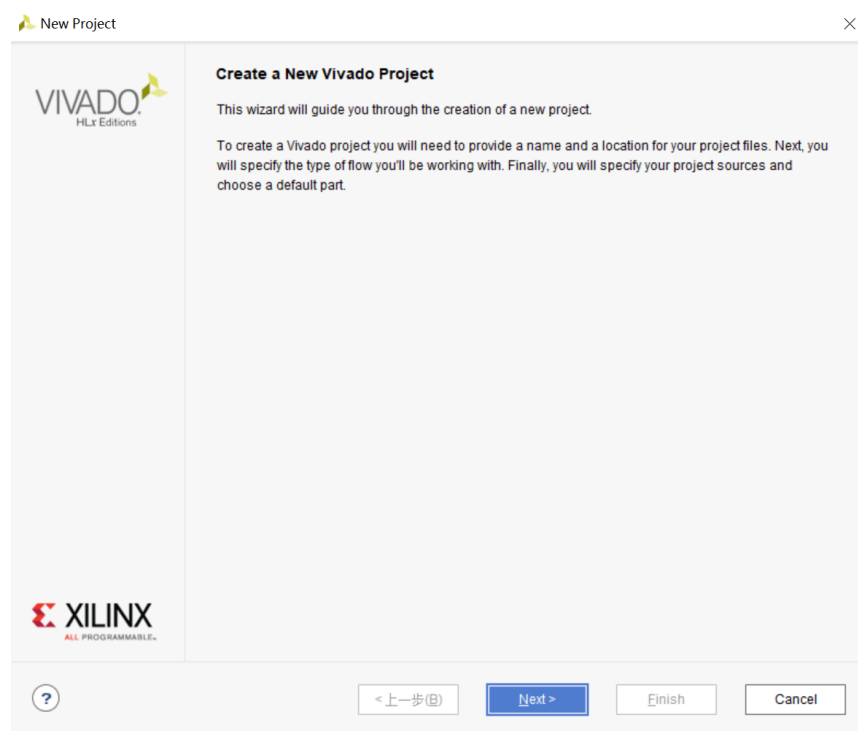 New Project
VIVADO.
HLx Editions
Create a New Vivado Project
This wizard will guide you through the creation of a new project.
To create a Vivado project you will need to provide a name and a location for your project files. Next, you
will specify the type of flow you'll be working with. Finally, you will specify your project sources and
choose a default part.
XILINX
ALL PROGRAMMABLE™
?
<上一步(B)
Next >
Finish
Cancel